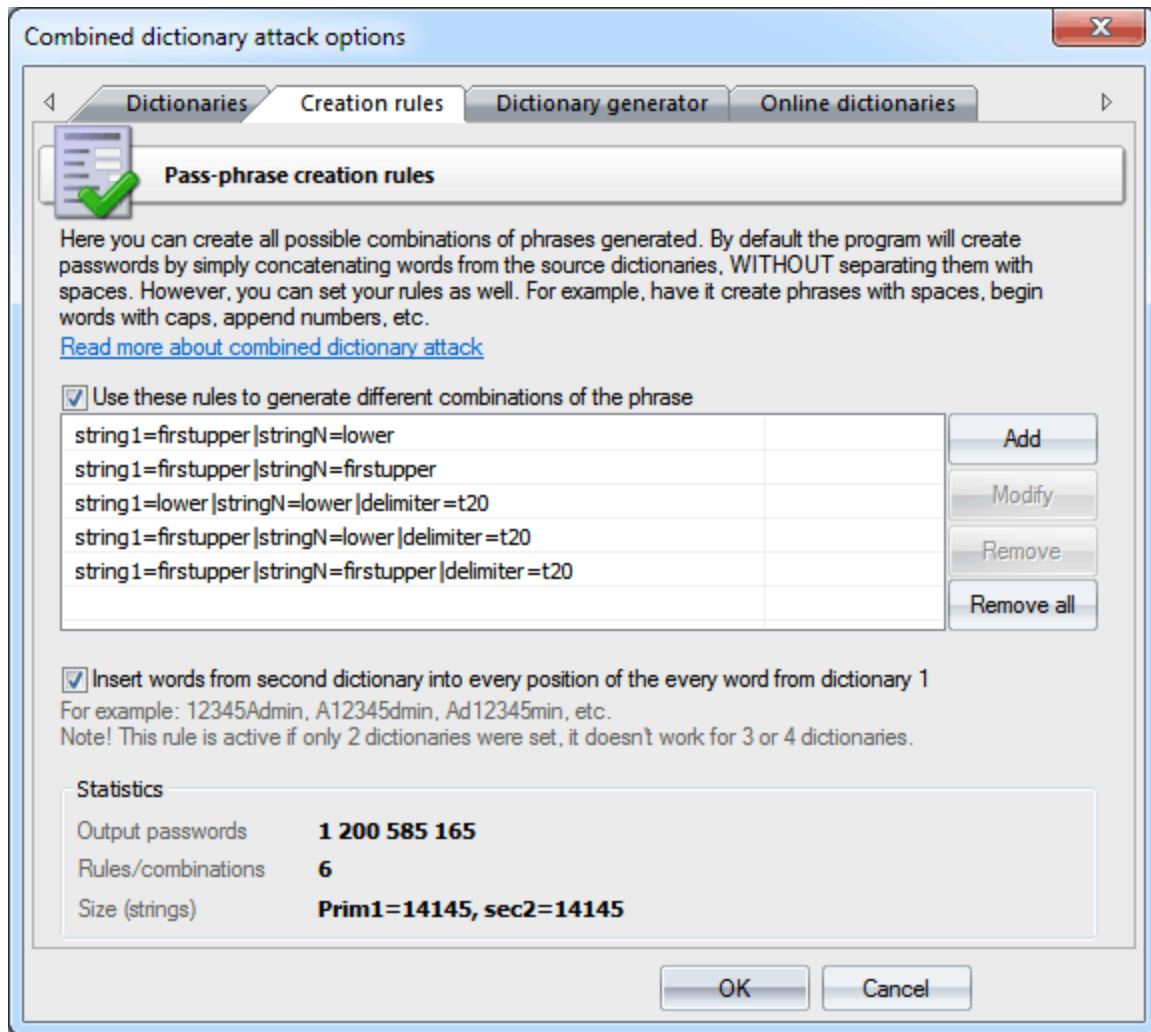 Combined dictionary attack options
Dictionaries Creation rules Dictionary generator Online dictionaries
Pass-phrase creation rules
Here you can create all possible combinations of phrases generated. By default the program will create
passwords by simply concatenating words from the source dictionaries, WITHOUT separating them with
spaces. However, you can set your rules as well. For example, have it create phrases with spaces, begin
words with caps, append numbers, etc.
Read more about combined dictionary attack
Use these rules to generate different combinations of the phrase
string1=firstupper|stringN=lower
string1=firstupper|stringN=firstupper
string1=lower|stringN=lower|delimiter=t20
string1=firstupper|stringN=lower|delimiter=t20
string1=firstupper|stringN=firstupper|delimiter=t20
Add
Modify
Remove
Remove all
Insert words from second dictionary into every position of the every word from dictionary 1
For example: 12345Admin, A12345dmin, Ad12345min, etc.
Note! This rule is active if only 2 dictionaries were set, it doesn't work for 3 or 4 dictionaries.
Statistics
Output passwords 1 200 585 165
Rules/combinations 6
Size (strings) Prim1=14145, sec2=14145
OK Cancel